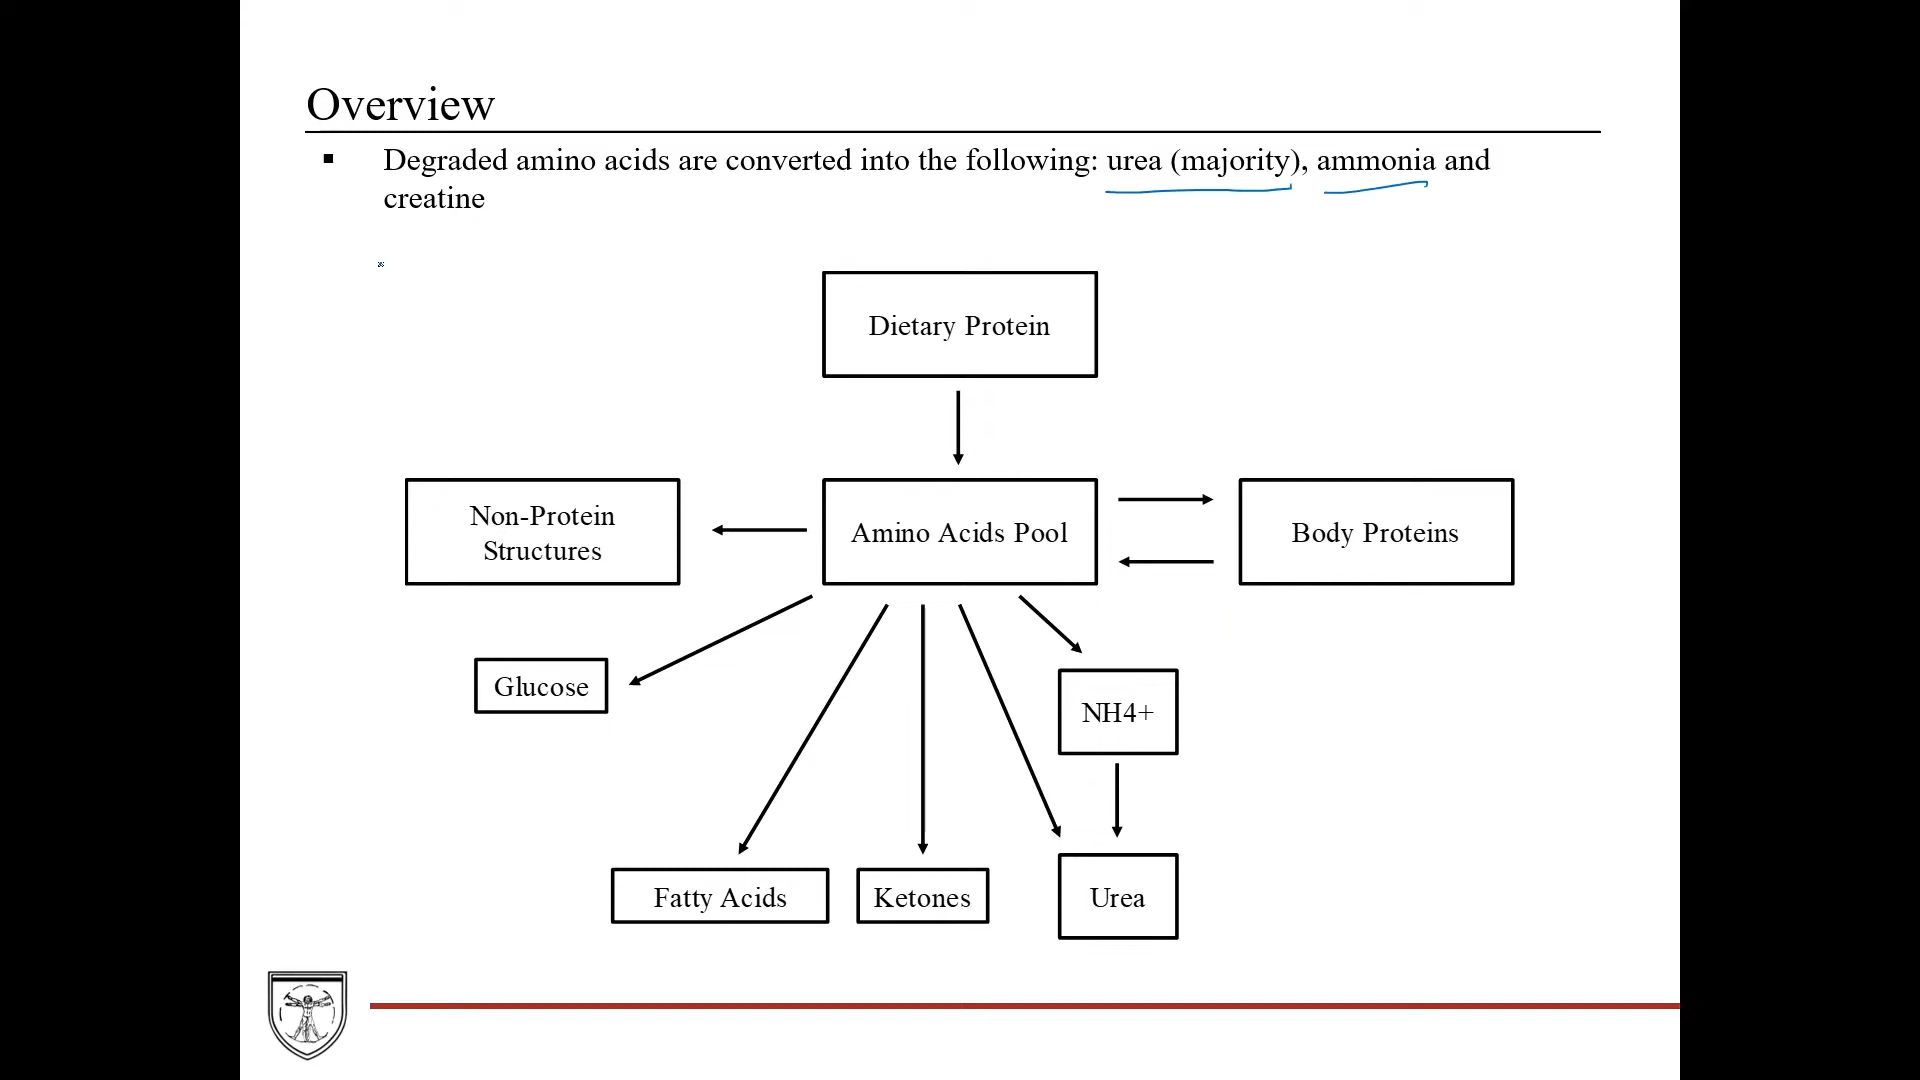 Overview
▪ Degraded amino acids are converted into the following: urea (majority), ammonia and
creatine
Dietary Protein
Non-Protein
Structures
Amino Acids Pool
Body Proteins
Glucose
NH4+
Fatty Acids
Ketones
Urea